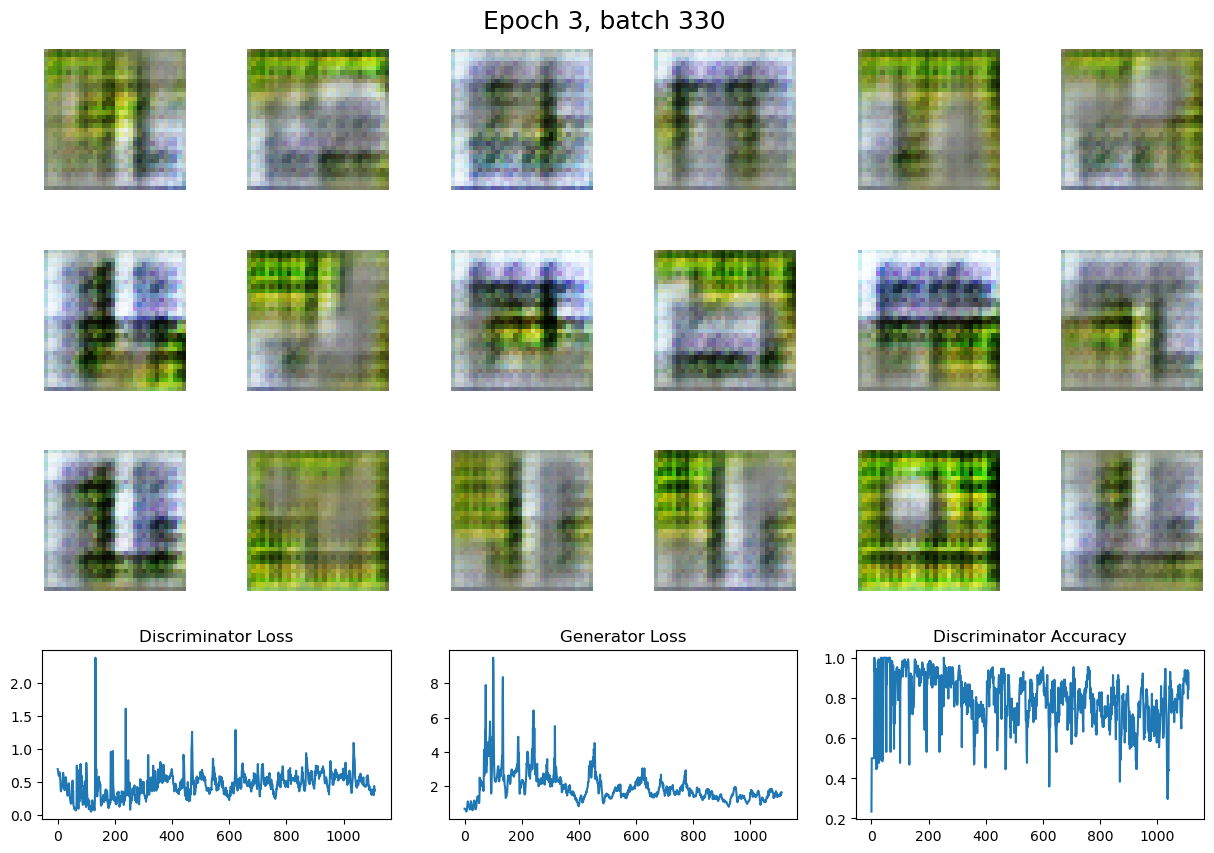 Epoch 3, batch 330
Discriminator Loss
Generator Loss
Discriminator Accuracy
2.0
1.5
1.0
0.5
0.0
0 200 400 600 800 1000
8
6
4
2
0 200 400 600 800 1000
1.0
0.8
0.6
0.4
0.2
0 200 400 600 800 1000